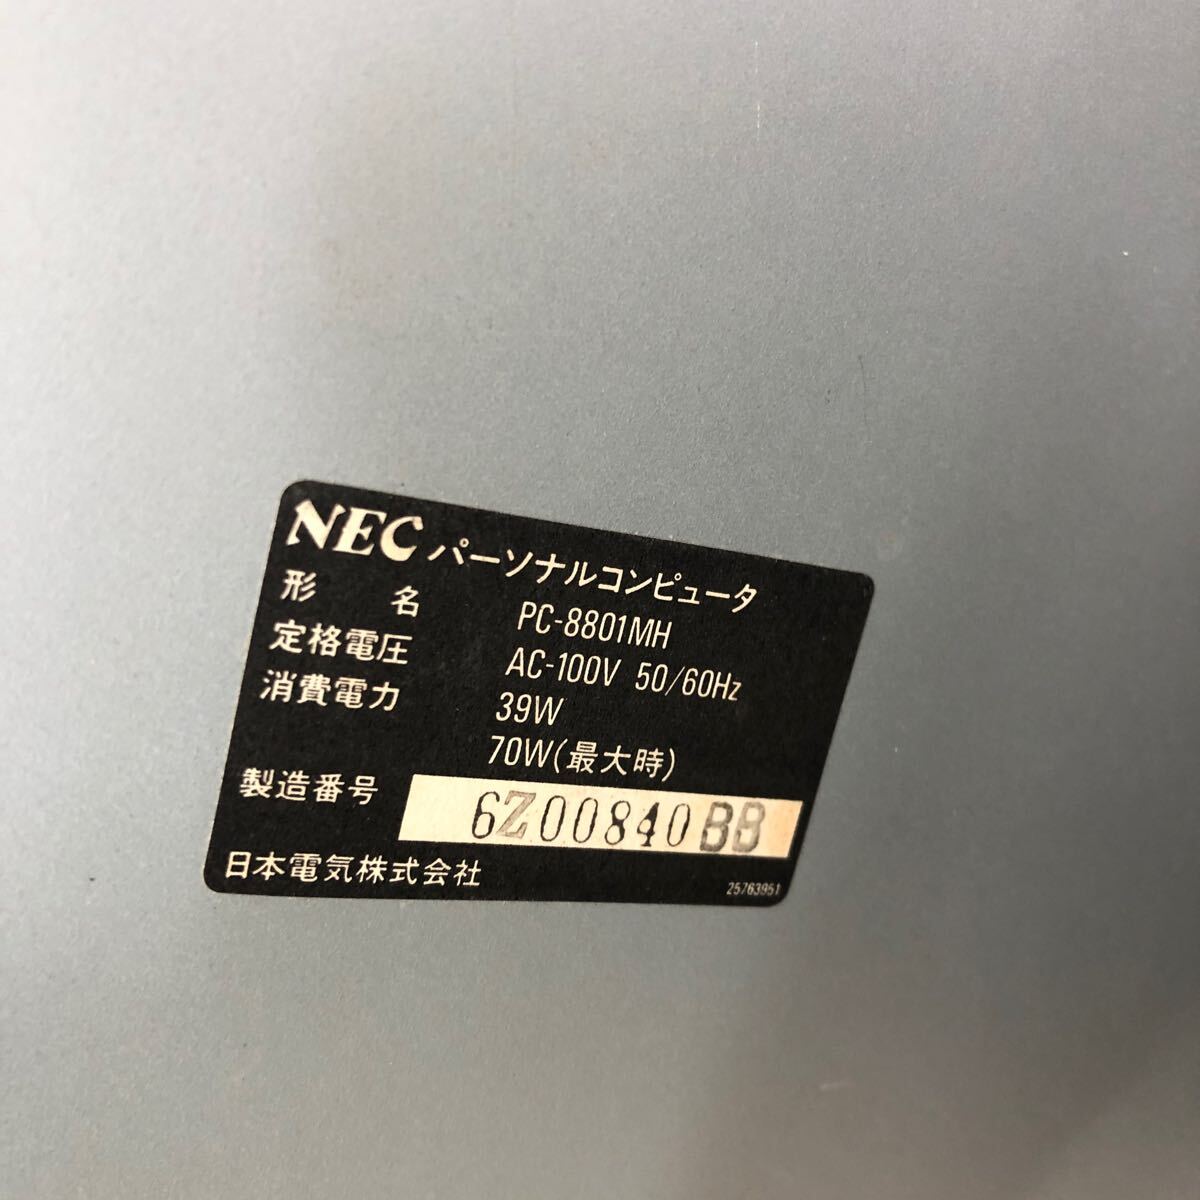 NEC パーソナルコンピュータ
形名 PC-8801MH
定格電圧 AC-100V 50/60Hz
消費電力 39W
70W(最大時)
製造番号 6Z00840BB
日本電気株式会社 25763951